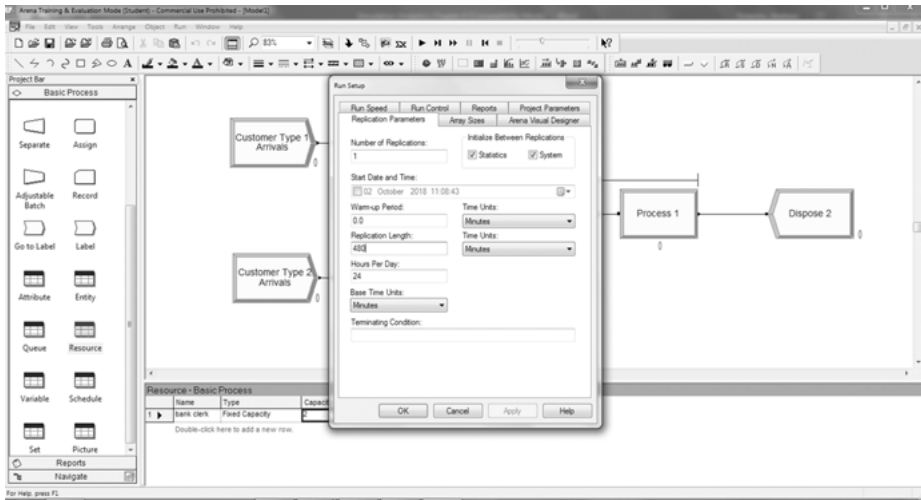 Arena Training & Evaluation Mode (Student) - Commercial Use Prohibited - [Model1]
File Edit View Tools Arrange Object Run Window Help
83%
Project Bar
Basic Process
Separate
Assign
Adjustable Batch
Record
Go to Label
Label
Attribute
Entity
Queue
Resource
Variable
Schedule
Set
Picture
Reports
Navigate
For Help, press F1
Customer Type 1
Arrivals
0
Customer Type 2
Arrivals
0
Process 1
0
Dispose 2
0
Run Setup
Run Speed Run Control Reports Project Parameters
Replication Parameters Array Sizes Arena Visual Designer
Number of Replications:
1
Initialize Between Replications
Statistics System
Start Date and Time:
02 October 2018 11:08:43
Warm-up Period: Time Units:
0.0 Minutes
Replication Length: Time Units:
480 Minutes
Hours Per Day:
24
Base Time Units:
Minutes
Terminating Condition:
OK Cancel Apply Help
Resource - Basic Process
Name Type
1 bank clerk Fixed Capacity 2
Double-click here to add a new row.